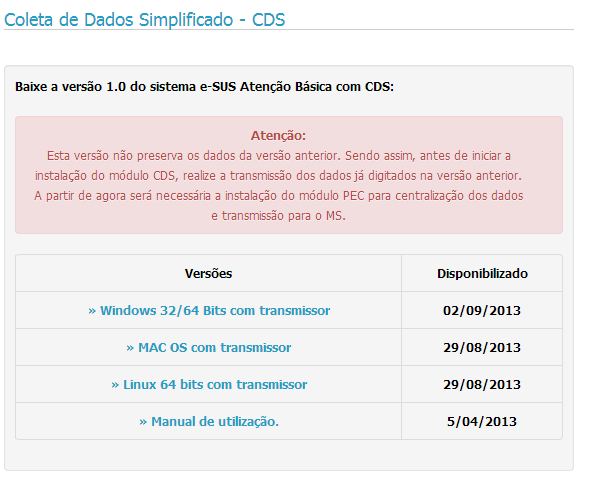 Coleta de Dados Simplificado - CDS
Baixe a versão 1.0 do sistema e-SUS Atenção Básica com CDS:
Atenção:
Esta versão não preserva os dados da versão anterior. Sendo assim, antes de iniciar a
instalação do módulo CDS, realize a transmissão dos dados já digitados na versão anterior.
A partir de agora será necessária a instalação do módulo PEC para centralização dos dados
e transmissão para o MS.
Versões Disponibilizado
» Windows 32/64 Bits com transmissor 02/09/2013
» MAC OS com transmissor 29/08/2013
» Linux 64 bits com transmissor 29/08/2013
» Manual de utilização. 5/04/2013